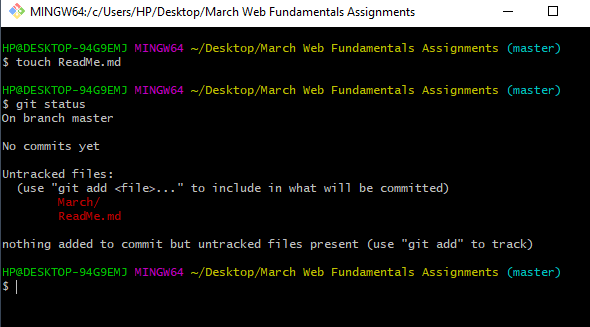 MINGW64:/c/Users/HP/Desktop/March Web Fundamentals Assignments
HP@DESKTOP-94G9EMJ MINGW64 ~/Desktop/March Web Fundamentals Assignments (master)
$ touch ReadMe.md
HP@DESKTOP-94G9EMJ MINGW64 ~/Desktop/March Web Fundamentals Assignments (master)
$ git status
On branch master
No commits yet
Untracked files:
(use "git add <file>..." to include in what will be committed)
March/
ReadMe.md
nothing added to commit but untracked files present (use "git add" to track)
HP@DESKTOP-94G9EMJ MINGW64 ~/Desktop/March Web Fundamentals Assignments (master)
$